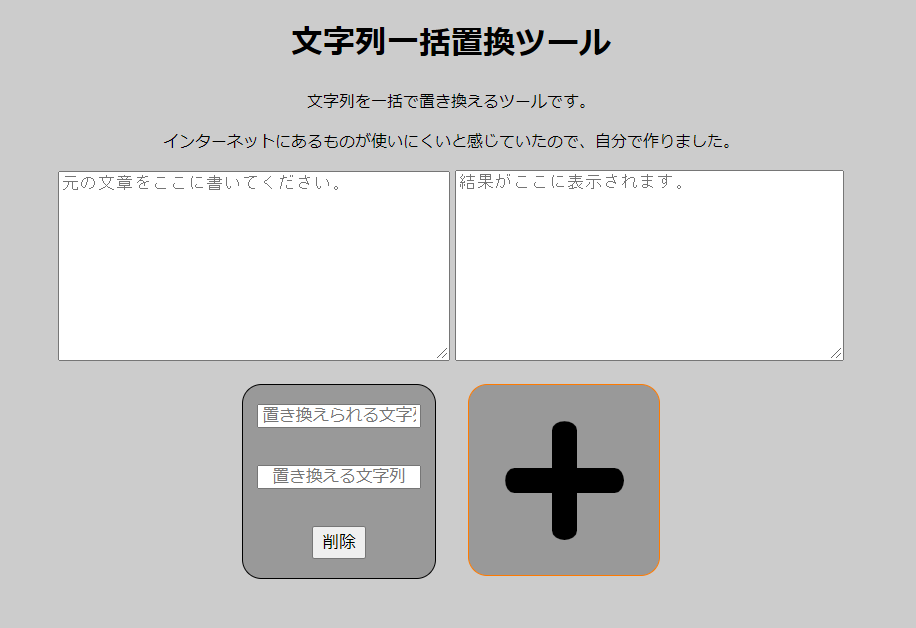 文字列一括置換ツール
文字列を一括で置き換えるツールです。
インターネットにあるものが使いにくいと感じていたので、自分で作りました。
元の文章をここに書いてください。
結果がここに表示されます。
置き換えられる文字列
置き換える文字列
削除